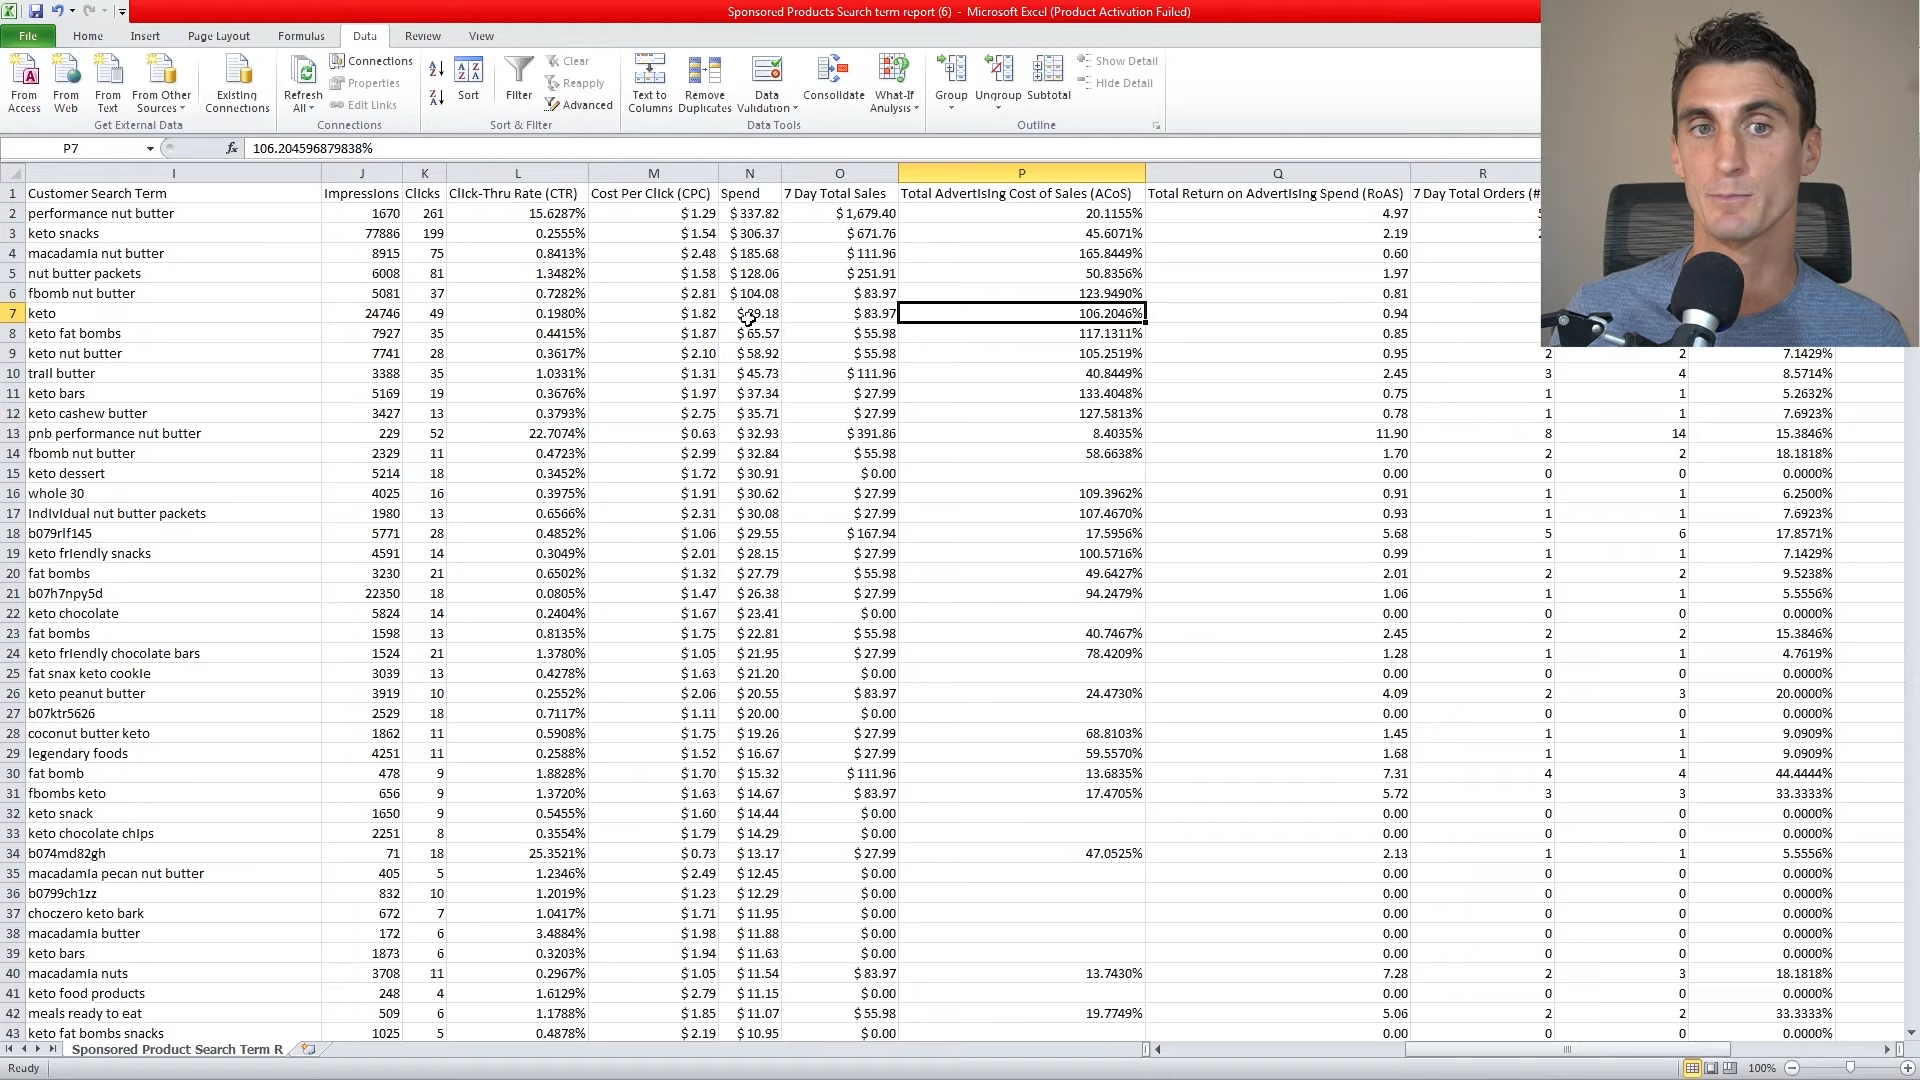 Sponsored Products Search term report (6) - Microsoft Excel (Product Activation Failed)
File Home Insert Page Layout Formulas Data Review View
From Access From Web From Text From Other Sources Existing Connections Refresh All Connections Properties Edit Links Sort Filter Clear Reapply Advanced Text to Columns Remove Duplicates Data Validation Consolidate What-If Analysis Group Ungroup Subtotal Show Detail Hide Detail
Get External Data Connections Sort & Filter Data Tools Outline
P7 fx 106.204596879838%
I J K L M N O P Q R
1 Customer Search Term Impressions Clicks Click-Thru Rate (CTR) Cost Per Click (CPC) Spend 7 Day Total Sales Total Advertising Cost of Sales (ACoS) Total Return on Advertising Spend (RoAS) 7 Day Total Orders (#
2 performance nut butter 1670 261 15.6287% $ 1.29 $ 337.82 $ 1,679.40 20.1155% 4.97
3 keto snacks 77886 199 0.2555% $ 1.54 $ 306.37 $ 671.76 45.6071% 2.19
4 macadamia nut butter 8915 75 0.8413% $ 2.48 $ 185.68 $ 111.96 165.8449% 0.60
5 nut butter packets 6008 81 1.3482% $ 1.58 $ 128.06 $ 251.91 50.8356% 1.97
6 fbomb nut butter 5081 37 0.7282% $ 2.81 $ 104.08 $ 83.97 123.9490% 0.81
7 keto 24746 49 0.1980% $ 1.82 $ 83.97 106.2046% 0.94
8 keto fat bombs 7927 35 0.4415% $ 1.87 $ 65.57 $ 55.98 117.1311% 0.85
9 keto nut butter 7741 28 0.3617% $ 2.10 $ 58.92 $ 55.98 105.2519% 0.95 2 2 7.1429%
10 trail butter 3388 35 1.0331% $ 1.31 $ 45.73 $ 111.96 40.8449% 2.45 3 4 8.5714%
11 keto bars 5169 19 0.3676% $ 1.97 $ 37.34 $ 27.99 133.4048% 0.75 1 1 5.2632%
12 keto cashew butter 3427 13 0.3793% $ 2.75 $ 35.71 $ 27.99 127.5813% 0.78 1 1 7.6923%
13 pnb performance nut butter 229 52 22.7074% $ 0.63 $ 32.93 $ 391.86 8.4035% 11.90 8 14 15.3846%
14 fbomb nut butter 2329 11 0.4723% $ 2.99 $ 32.84 $ 55.98 58.6638% 1.70 2 2 18.1818%
15 keto dessert 5214 18 0.3452% $ 1.72 $ 30.91 $ 0.00 0.00 0 0 0.0000%
16 whole 30 4025 16 0.3975% $ 1.91 $ 30.62 $ 27.99 109.3962% 0.91 1 1 6.2500%
17 individual nut butter packets 1980 13 0.6566% $ 2.31 $ 30.08 $ 27.99 107.4670% 0.93 1 1 7.6923%
18 b079rlf145 5771 28 0.4852% $ 1.06 $ 29.55 $ 167.94 17.5956% 5.68 5 6 17.8571%
19 keto friendly snacks 4591 14 0.3049% $ 2.01 $ 28.15 $ 27.99 100.5716% 0.99 1 1 7.1429%
20 fat bombs 3230 21 0.6502% $ 1.32 $ 27.79 $ 55.98 49.6427% 2.01 2 2 9.5238%
21 b07h7npy5d 22350 18 0.0805% $ 1.47 $ 26.38 $ 27.99 94.2479% 1.06 1 1 5.5556%
22 keto chocolate 5824 14 0.2404% $ 1.67 $ 23.41 $ 0.00 0.00 0 0 0.0000%
23 fat bombs 1598 13 0.8135% $ 1.75 $ 22.81 $ 55.98 40.7467% 2.45 2 2 15.3846%
24 keto friendly chocolate bars 1524 21 1.3780% $ 1.05 $ 21.95 $ 27.99 78.4209% 1.28 1 1 4.7619%
25 fat snax keto cookie 3039 13 0.4278% $ 1.63 $ 21.20 $ 0.00 0.00 0 0 0.0000%
26 keto peanut butter 3919 10 0.2552% $ 2.06 $ 20.55 $ 83.97 24.4730% 4.09 2 3 20.0000%
27 b07ktr5626 2529 18 0.7117% $ 1.11 $ 20.00 $ 0.00 0.00 0 0 0.0000%
28 coconut butter keto 1862 11 0.5908% $ 1.75 $ 19.26 $ 27.99 68.8103% 1.45 1 1 9.0909%
29 legendary foods 4251 11 0.2588% $ 1.52 $ 16.67 $ 27.99 59.5570% 1.68 1 1 9.0909%
30 fat bomb 478 9 1.8828% $ 1.70 $ 15.32 $ 111.96 13.6835% 7.31 4 4 44.4444%
31 fbombs keto 656 9 1.3720% $ 1.63 $ 14.67 $ 83.97 17.4705% 5.72 3 3 33.3333%
32 keto snack 1650 9 0.5455% $ 1.60 $ 14.44 $ 0.00 0.00 0 0 0.0000%
33 keto chocolate chips 2251 8 0.3554% $ 1.79 $ 14.29 $ 0.00 0.00 0 0 0.0000%
34 b074md82gh 71 18 25.3521% $ 0.73 $ 13.17 $ 27.99 47.0525% 2.13 1 1 5.5556%
35 macadamia pecan nut butter 405 5 1.2346% $ 2.49 $ 12.45 $ 0.00 0.00 0 0 0.0000%
36 b0799ch1zz 832 10 1.2019% $ 1.23 $ 12.29 $ 0.00 0.00 0 0 0.0000%
37 choczero keto bark 672 7 1.0417% $ 1.71 $ 11.95 $ 0.00 0.00 0 0 0.0000%
38 macadamia butter 172 6 3.4884% $ 1.98 $ 11.88 $ 0.00 0.00 0 0 0.0000%
39 keto bars 1873 6 0.3203% $ 1.94 $ 11.63 $ 0.00 0.00 0 0 0.0000%
40 macadamia nuts 3708 11 0.2967% $ 1.05 $ 11.54 $ 83.97 13.7430% 7.28 2 3 18.1818%
41 keto food products 248 4 1.6129% $ 2.79 $ 11.15 $ 0.00 0.00 0 0 0.0000%
42 meals ready to eat 509 6 1.1788% $ 1.85 $ 11.07 $ 55.98 19.7749% 5.06 2 2 33.3333%
43 keto fat bombs snacks 1025 5 0.4878% $ 2.19 $ 10.95 $ 0.00 0.00 0 0 0.0000%
Sponsored Product Search Term R
Ready 100%